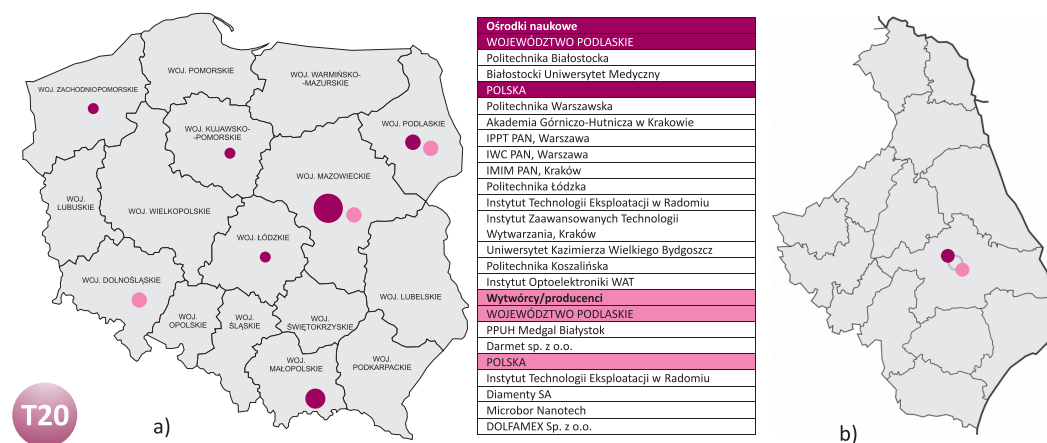 WOJ. POMORSKIE
WOJ. WARMIŃSKO-
-MAZURSKIE
WOJ. ZACHODNIOPOMORSKIE
WOJ. KUJAWSKO-
-POMORSKIE
WOJ. PODLASKIE
WOJ. MAZOWIECKIE
WOJ.
LUBUSKIE
WOJ. WIELKOPOLSKIE
WOJ. ŁÓDZKIE
WOJ. DOLNOŚLĄSKIE
WOJ. LUBELSKIE
WOJ.
OPOLSKIE
WOJ.
ŚLĄSKIE
WOJ.
ŚWIĘTOKRZYSKIE
WOJ.
MAŁOPOLSKIE
WOJ.
PODKARPACKIE
T20
a)
Ośrodki naukowe
WOJEWÓDZTWO PODLASKIE
Politechnika Białostocka
Białostocki Uniwersytet Medyczny
POLSKA
Politechnika Warszawska
Akademia Górniczo-Hutnicza w Krakowie
IPPT PAN, Warszawa
IWC PAN, Warszawa
IMIM PAN, Kraków
Politechnika Łódzka
Instytut Technologii Eksploatacji w Radomiu
Instytut Zaawansowanych Technologii
Wytwarzania, Kraków
Uniwersytet Kazimierza Wielkiego Bydgoszcz
Politechnika Koszalińska
Instytut Optoelektroniki WAT
Wytwórcy/producenci
WOJEWÓDZTWO PODLASKIE
PPUH Medgal Białystok
Darmet sp. z o.o.
POLSKA
Instytut Technologii Eksploatacji w Radomiu
Diamenty SA
Microbor Nanotech
DOLFAMEX Sp. z o.o.
b)